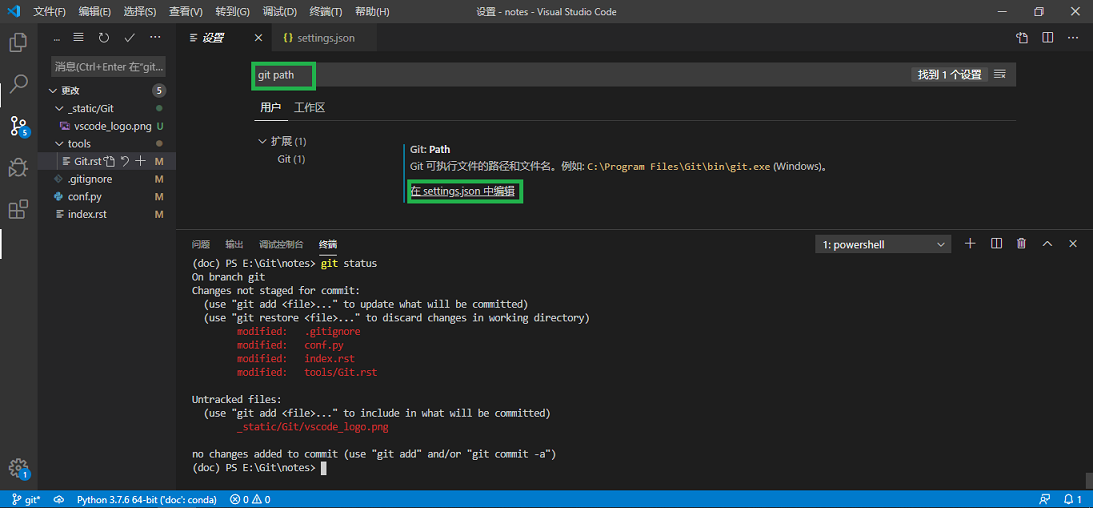 文件(F) 编辑(E) 选择(S) 查看(V) 转到(G) 调试(D) 终端(T) 帮助(H) 设置 - notes - Visual Studio Code
...
设置
settings.json
消息(Ctrl+Enter 在"git...
更改 5
_static/Git
vscode_logo.png U
tools
Git.rst M
.gitignore M
conf.py M
index.rst M
5
1
git path
找到 1 个设置
用户 工作区
扩展 (1)
Git (1)
Git: Path
Git 可执行文件的路径和文件名。例如: C:\Program Files\Git\bin\git.exe (Windows)。
在 settings.json 中编辑
问题 输出 调试控制台 终端 1: powershell
(doc) PS E:\Git\notes> git status
On branch git
Changes not staged for commit:
(use "git add <file>..." to update what will be committed)
(use "git restore <file>..." to discard changes in working directory)
modified: .gitignore
modified: conf.py
modified: index.rst
modified: tools/Git.rst
Untracked files:
(use "git add <file>..." to include in what will be committed)
_static/Git/vscode_logo.png
no changes added to commit (use "git add" and/or "git commit -a")
(doc) PS E:\Git\notes>
git* Python 3.7.6 64-bit ('doc': conda) 0 0 1